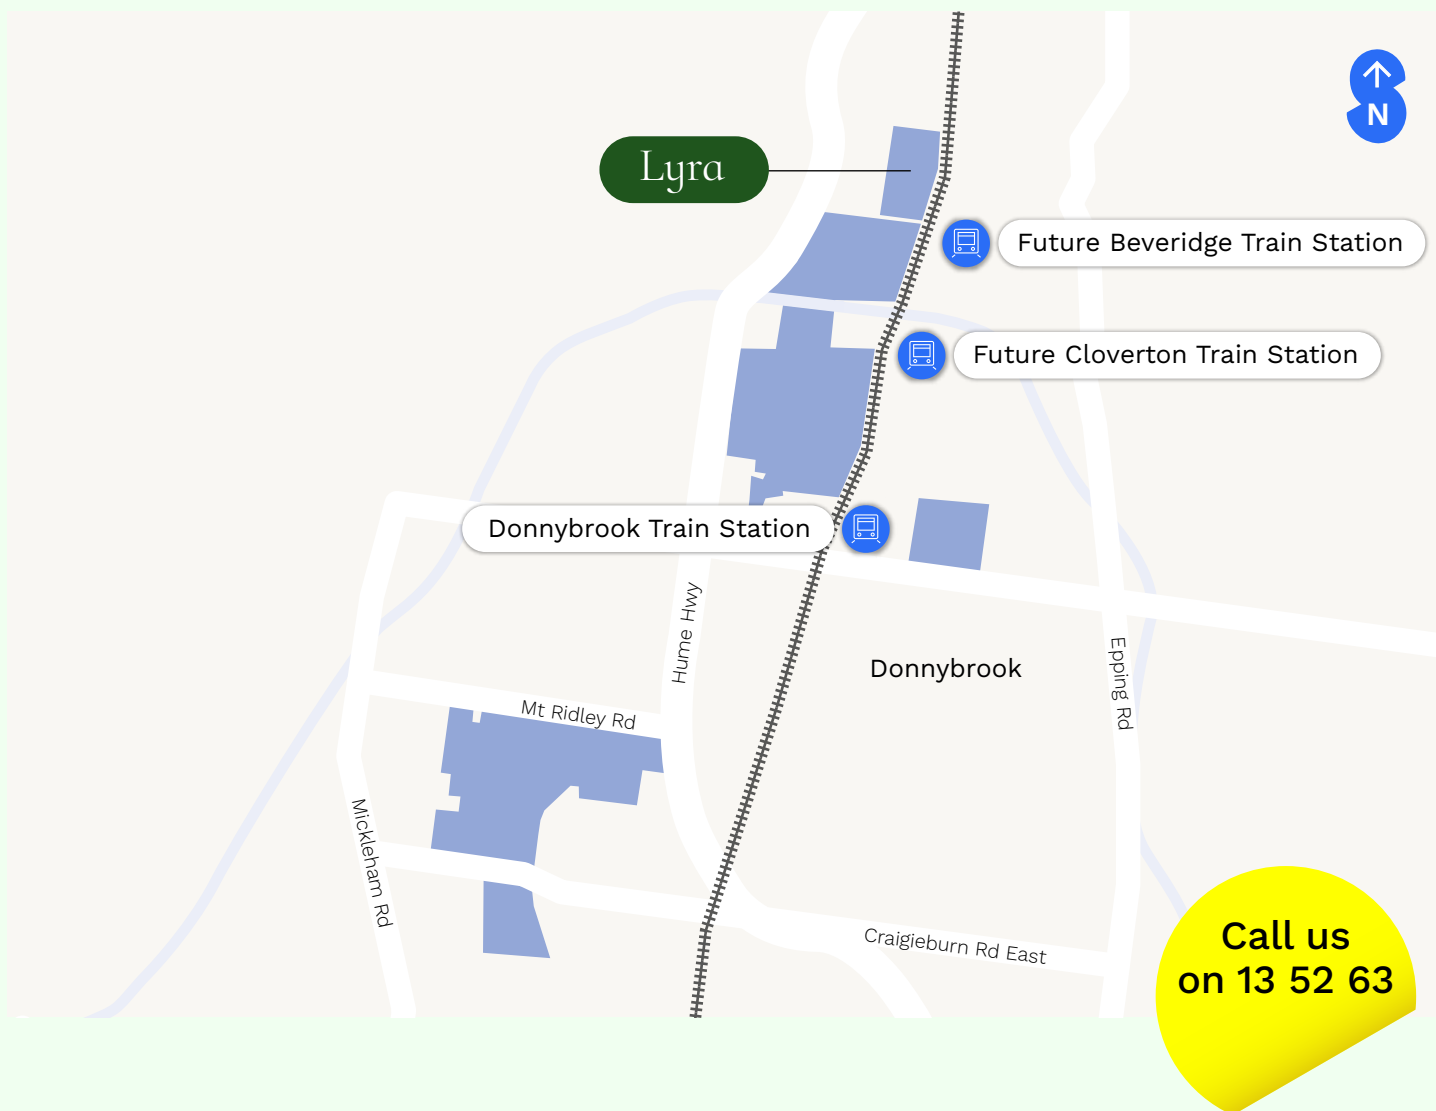 N
Lyra
Future Beveridge Train Station
Future Cloverton Train Station
Donnybrook Train Station
Hume Hwy
Donnybrook
Epping Rd
Mt Ridley Rd
Mickleham Rd
Craigieburn Rd East
Call us
on 13 52 63